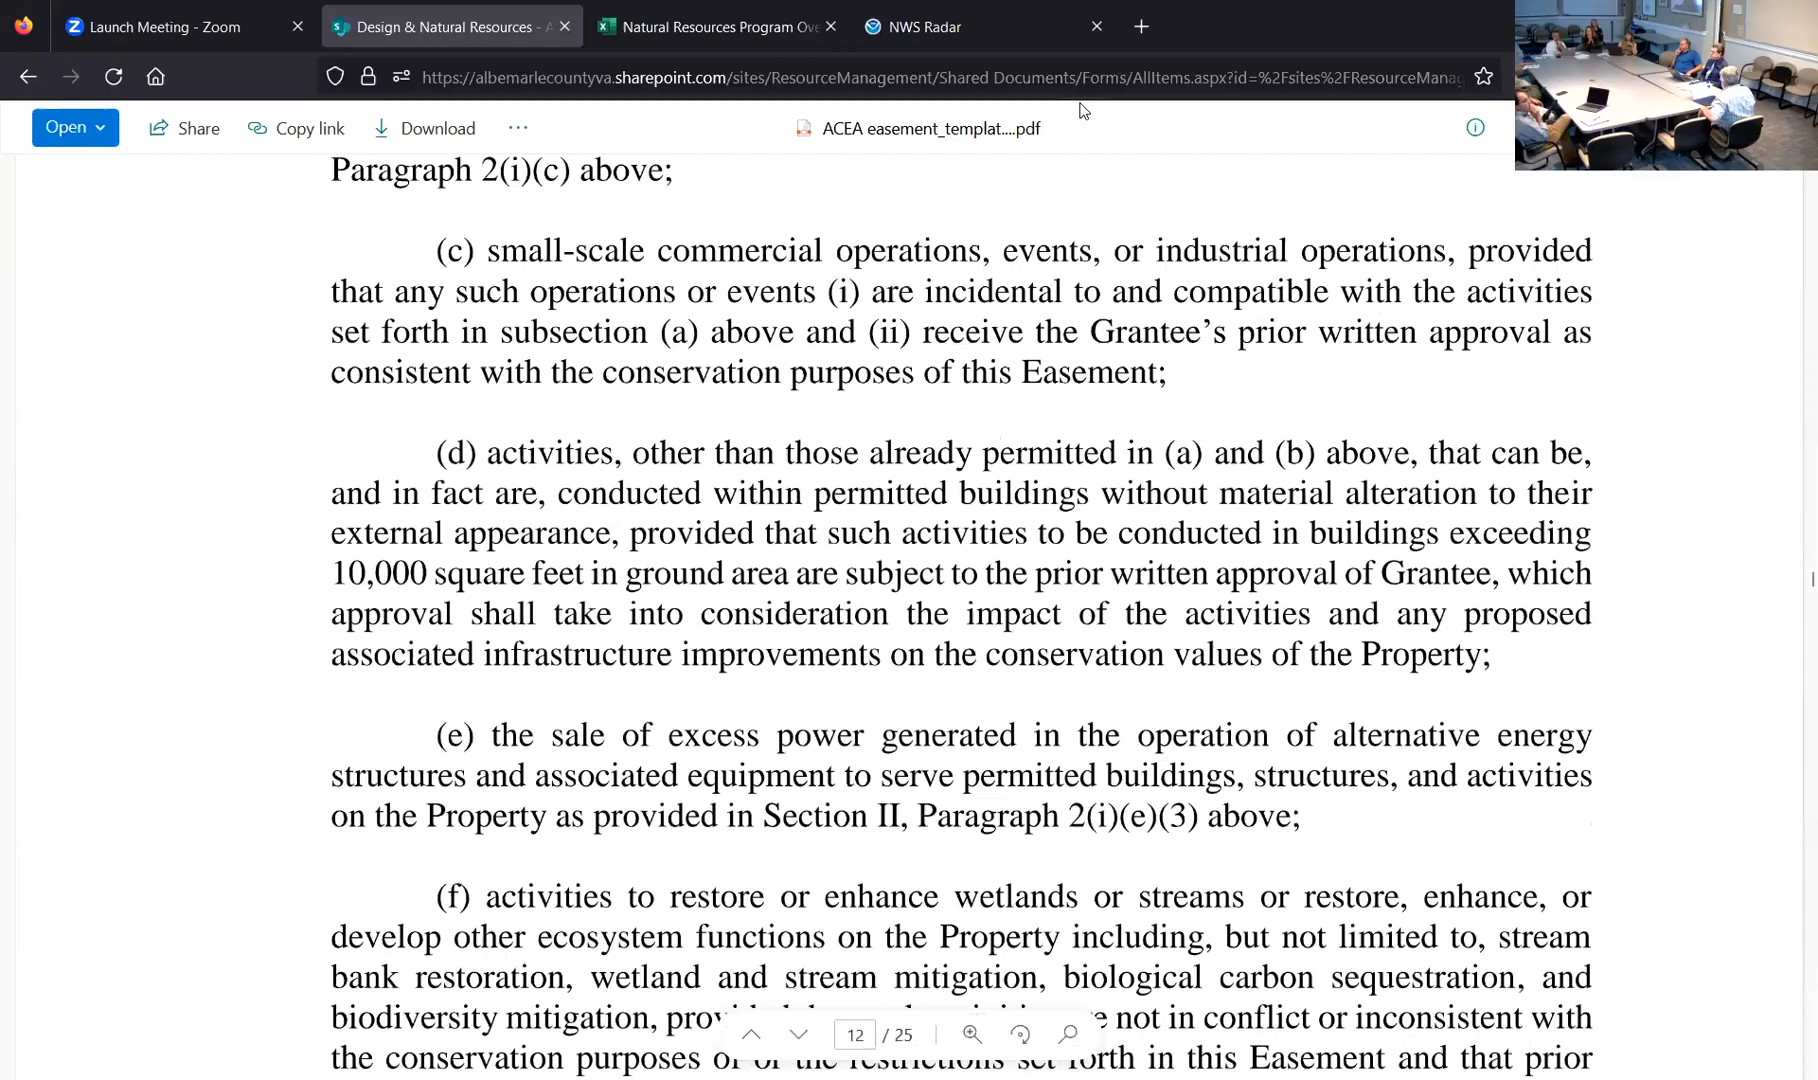 Launch Meeting - Zoom
Design & Natural Resources - A
Natural Resources Program Ove
NWS Radar
https://albemarlecountyva.sharepoint.com/sites/ResourceManagement/Shared Documents/Forms/AllItems.aspx?id=%2Fsites%2FResourceMana
Open
Share
Copy link
Download
ACEA easement_templat....pdf
Paragraph 2(i)(c) above;
(c) small-scale commercial operations, events, or industrial operations, provided
that any such operations or events (i) are incidental to and compatible with the activities
set forth in subsection (a) above and (ii) receive the Grantee’s prior written approval as
consistent with the conservation purposes of this Easement;
(d) activities, other than those already permitted in (a) and (b) above, that can be,
and in fact are, conducted within permitted buildings without material alteration to their
external appearance, provided that such activities to be conducted in buildings exceeding
10,000 square feet in ground area are subject to the prior written approval of Grantee, which
approval shall take into consideration the impact of the activities and any proposed
associated infrastructure improvements on the conservation values of the Property;
(e) the sale of excess power generated in the operation of alternative energy
structures and associated equipment to serve permitted buildings, structures, and activities
on the Property as provided in Section II, Paragraph 2(i)(e)(3) above;
(f) activities to restore or enhance wetlands or streams or restore, enhance, or
develop other ecosystem functions on the Property including, but not limited to, stream
bank restoration, wetland and stream mitigation, biological carbon sequestration, and
biodiversity mitigation, not in conflict or inconsistent with
the conservation purposes of or the restrictions set forth in this Easement and that prior
12 / 25